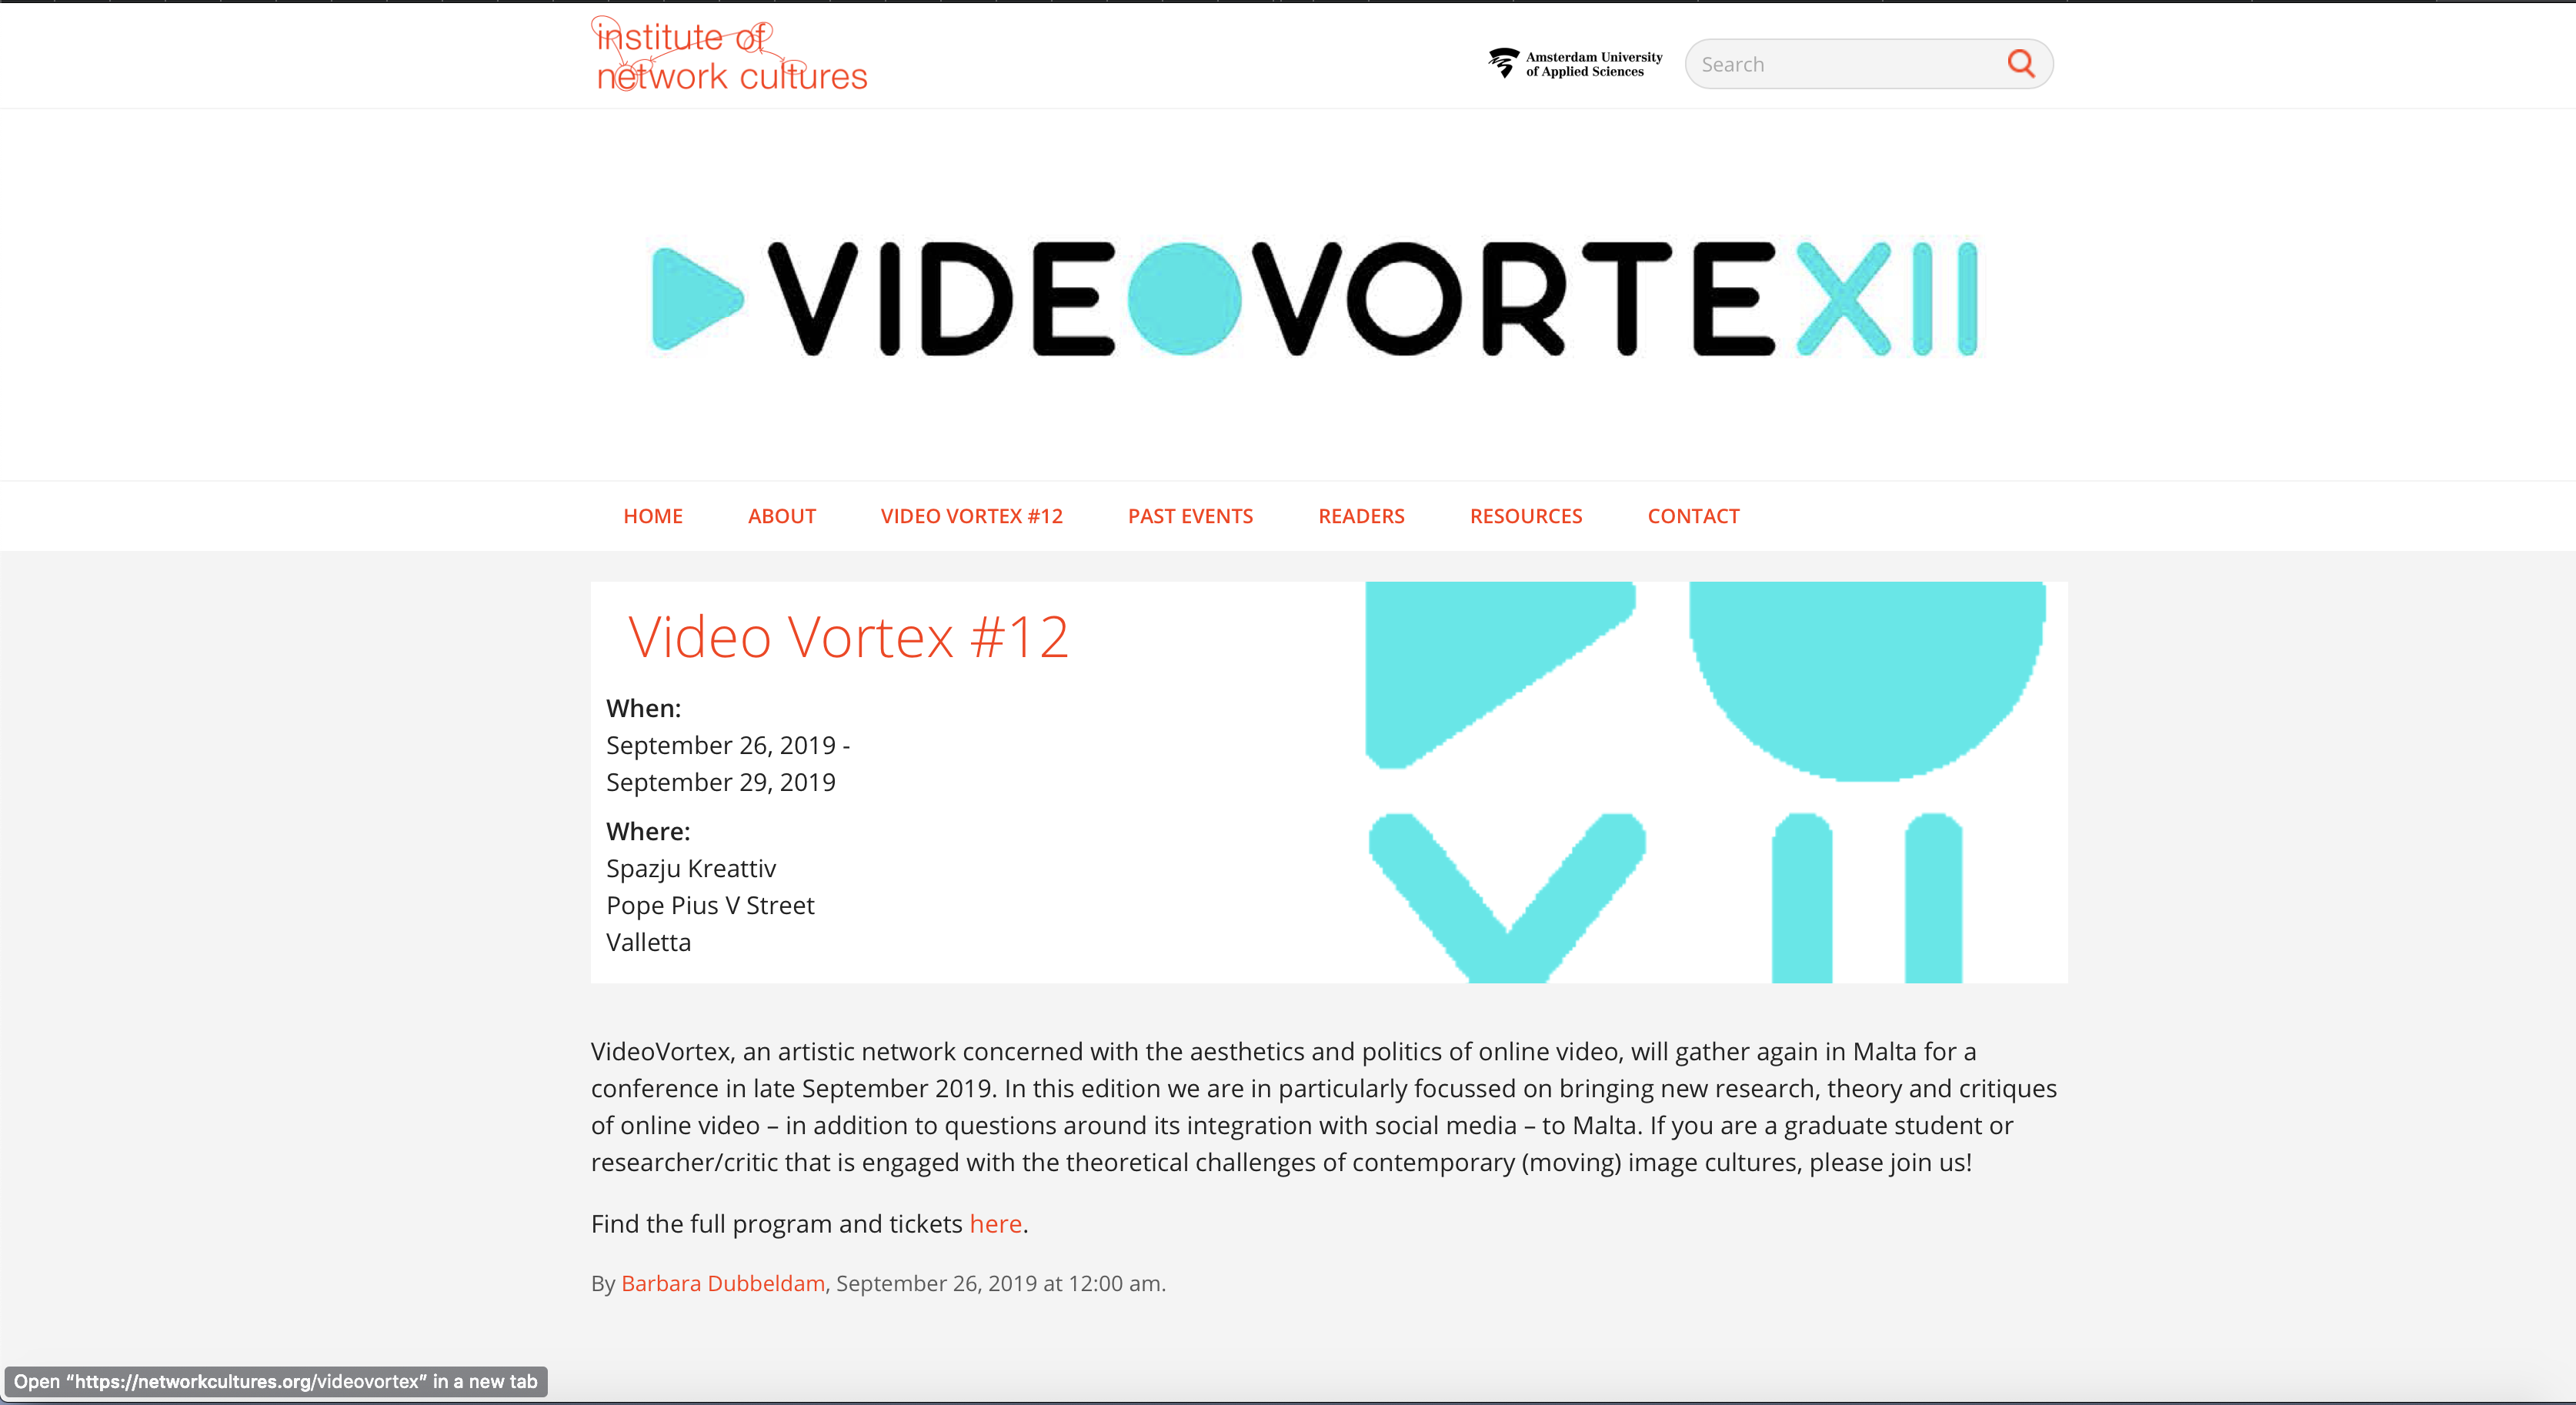 institute of
network cultures
Amsterdam University
of Applied Sciences
Search
VIDEOVORTEXII
HOME ABOUT VIDEO VORTEX #12 PAST EVENTS READERS RESOURCES CONTACT
Video Vortex #12
When:
September 26, 2019 -
September 29, 2019
Where:
Spazju Kreattiv
Pope Pius V Street
Valletta
VideoVortex, an artistic network concerned with the aesthetics and politics of online video, will gather again in Malta for a
conference in late September 2019. In this edition we are in particularly focussed on bringing new research, theory and critiques
of online video – in addition to questions around its integration with social media – to Malta. If you are a graduate student or
researcher/critic that is engaged with the theoretical challenges of contemporary (moving) image cultures, please join us!
Find the full program and tickets here.
By Barbara Dubbeldam, September 26, 2019 at 12:00 am.
Open “https://networkcultures.org/videovortex” in a new tab